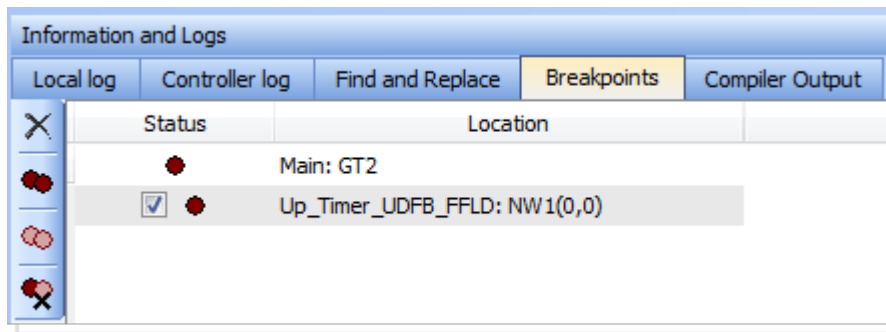 Information and Logs
Local log Controller log Find and Replace Breakpoints Compiler Output
Status Location
Main: GT2
Up_Timer_UDFB_FFLD: NW1(0,0)